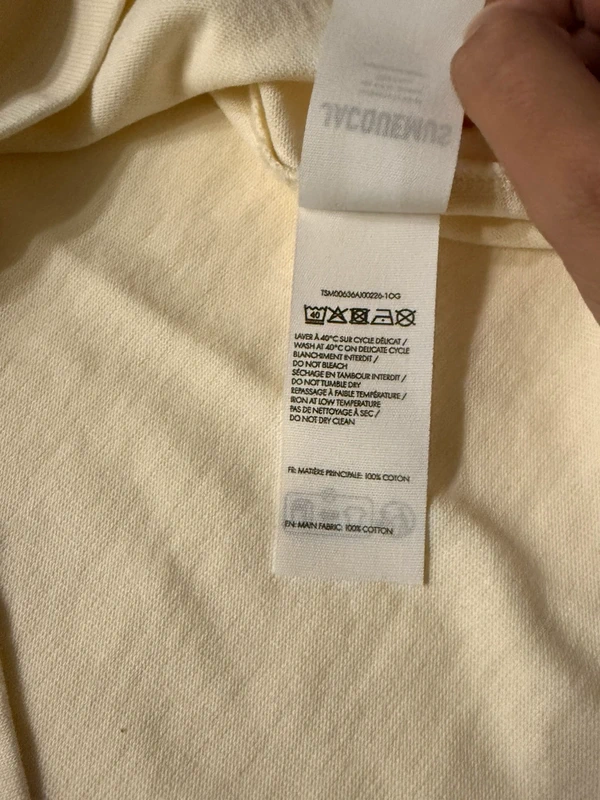 JACQUEMUS
TSM00636AJ00226-1OG
40
LAVER À 40°C SUR CYCLE DÉLICAT /
WASH AT 40°C ON DELICATE CYCLE
BLANCHIMENT INTERDIT /
DO NOT BLEACH
SÉCHAGE EN TAMBOUR INTERDIT /
DO NOT TUMBLE DRY
REPASSAGE À FAIBLE TEMPÉRATURE /
IRON AT LOW TEMPERATURE
PAS DE NETTOYAGE À SEC /
DO NOT DRY CLEAN
FR: MATIÈRE PRINCIPALE: 100% COTON
EN: MAIN FABRIC: 100% COTTON